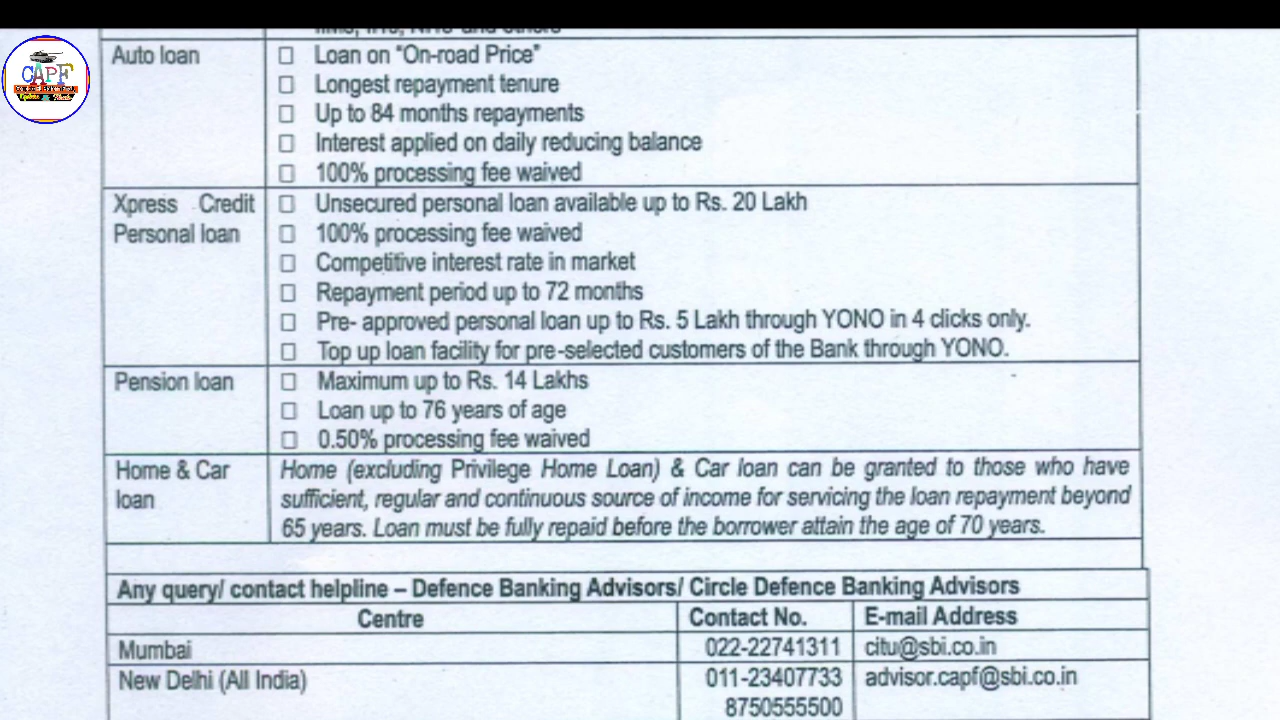 CAPF
Auto loan
Loan on “On-road Price”
Longest repayment tenure
Up to 84 months repayments
Interest applied on daily reducing balance
100% processing fee waived
Xpress Credit
Personal loan
Unsecured personal loan available up to Rs. 20 Lakh
100% processing fee waived
Competitive interest rate in market
Repayment period up to 72 months
Pre- approved personal loan up to Rs. 5 Lakh through YONO in 4 clicks only.
Top up loan facility for pre-selected customers of the Bank through YONO.
Pension loan
Maximum up to Rs. 14 Lakhs
Loan up to 76 years of age
0.50% processing fee waived
Home & Car
loan
Home (excluding Privilege Home Loan) & Car loan can be granted to those who have
sufficient, regular and continuous source of income for servicing the loan repayment beyond
65 years. Loan must be fully repaid before the borrower attain the age of 70 years.
Any query/ contact helpline – Defence Banking Advisors/ Circle Defence Banking Advisors
Centre Contact No. E-mail Address
Mumbai 022-22741311 citu@sbi.co.in
New Delhi (All India) 011-23407733 advisor.capf@sbi.co.in
8750555500